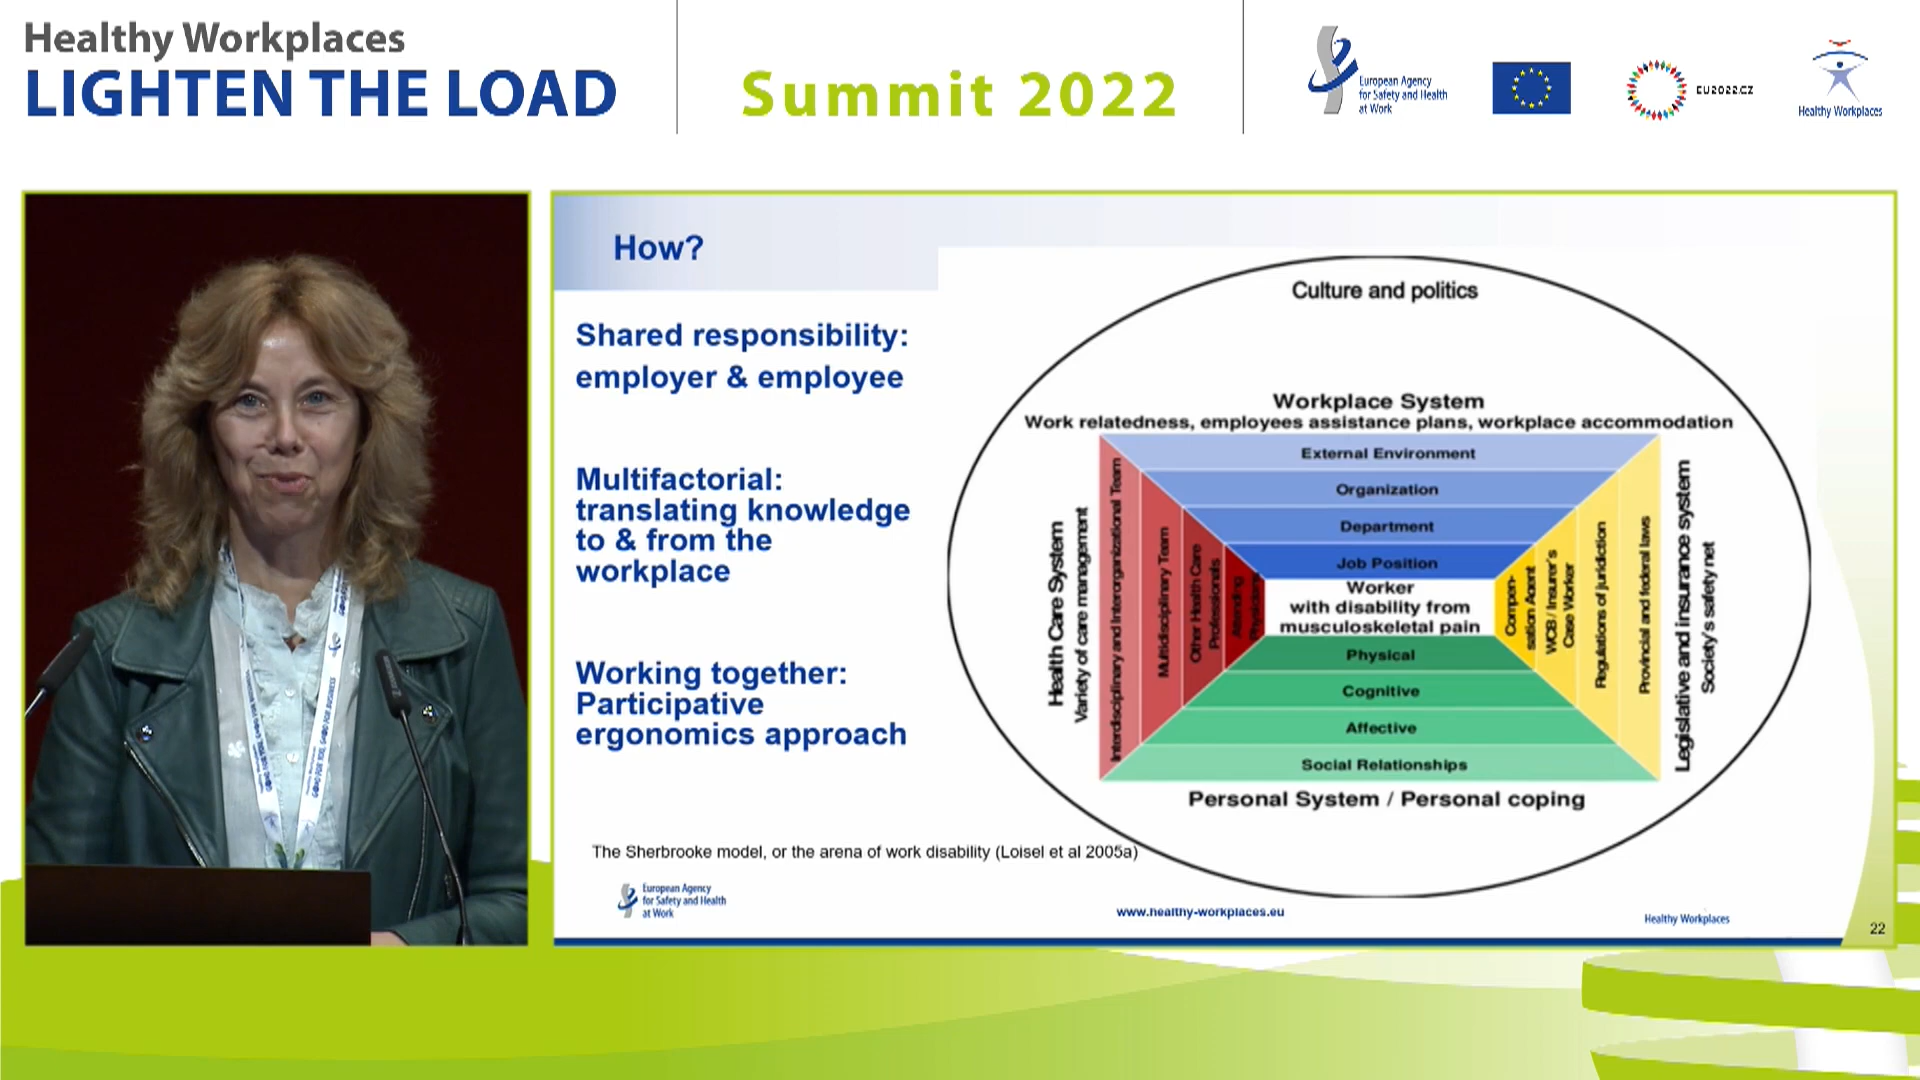 Healthy Workplaces
LIGHTEN THE LOAD
Summit 2022
European Agency
for Safety and Health
at Work
EU2022.CZ
Healthy Workplaces
How?
Shared responsibility:
employer & employee
Multifactorial:
translating knowledge
to & from the
workplace
Working together:
Participative
ergonomics approach
Culture and politics
Workplace System
Work relatedness, employees assistance plans, workplace accommodation
External Environment
Organization
Department
Job Position
Worker
with disability from
musculoskeletal pain
Physical
Cognitive
Affective
Social Relationships
Personal System / Personal coping
Health Care System
Variety of care management
Interdisciplinary and Interorganizational Team
Multidisciplinary Team
Other Health Care
Professionals
Attending
Physicians
Compen-
sation Agent
WCB / Insurer's
Case Worker
Regulations of jurisdiction
Provincial and federal laws
Legislative and insurance system
Society's safety net
The Sherbrooke model, or the arena of work disability (Loisel et al 2005a)
European Agency
for Safety and Health
at Work
www.healthy-workplaces.eu
Healthy Workplaces
22